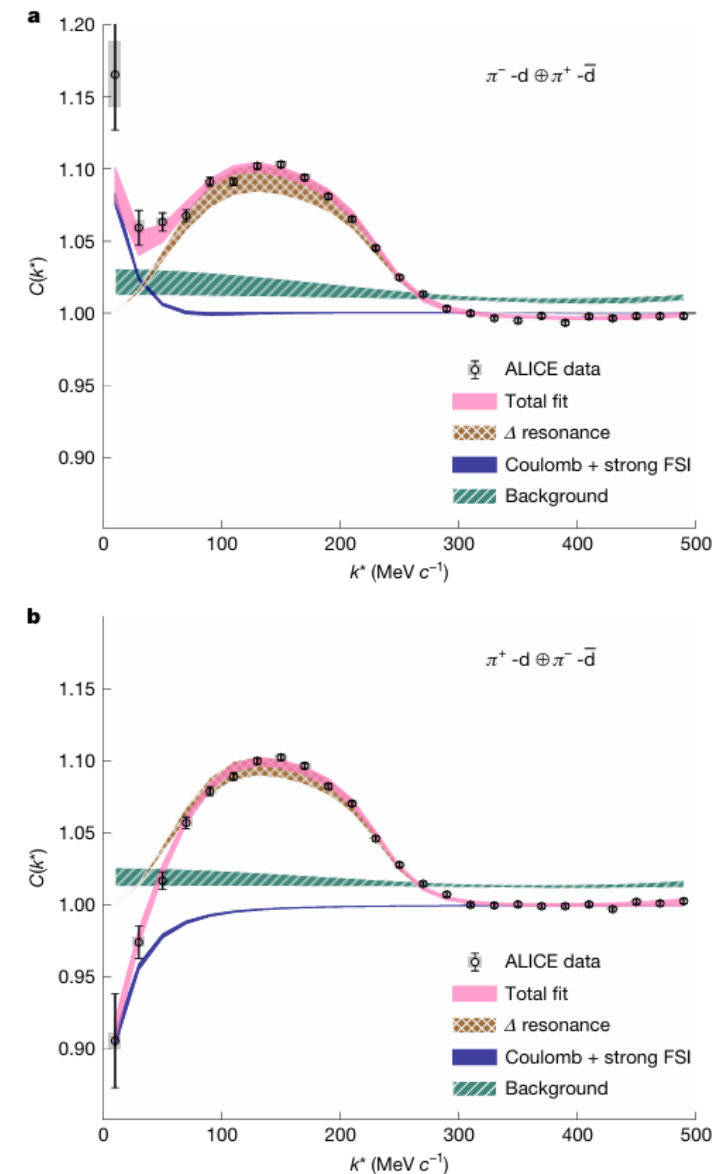 a
1.20
1.15
1.10
1.05
1.00
0.95
0.90
C(k*)
π⁻ -d ⊕ π⁺ -d̅
ALICE data
Total fit
Δ resonance
Coulomb + strong FSI
Background
0 100 200 300 400 500
k* (MeV c⁻¹)
b
1.15
1.10
1.05
1.00
0.95
0.90
C(k*)
π⁺ -d ⊕ π⁻ -d̅
ALICE data
Total fit
Δ resonance
Coulomb + strong FSI
Background
0 100 200 300 400 500
k* (MeV c⁻¹)